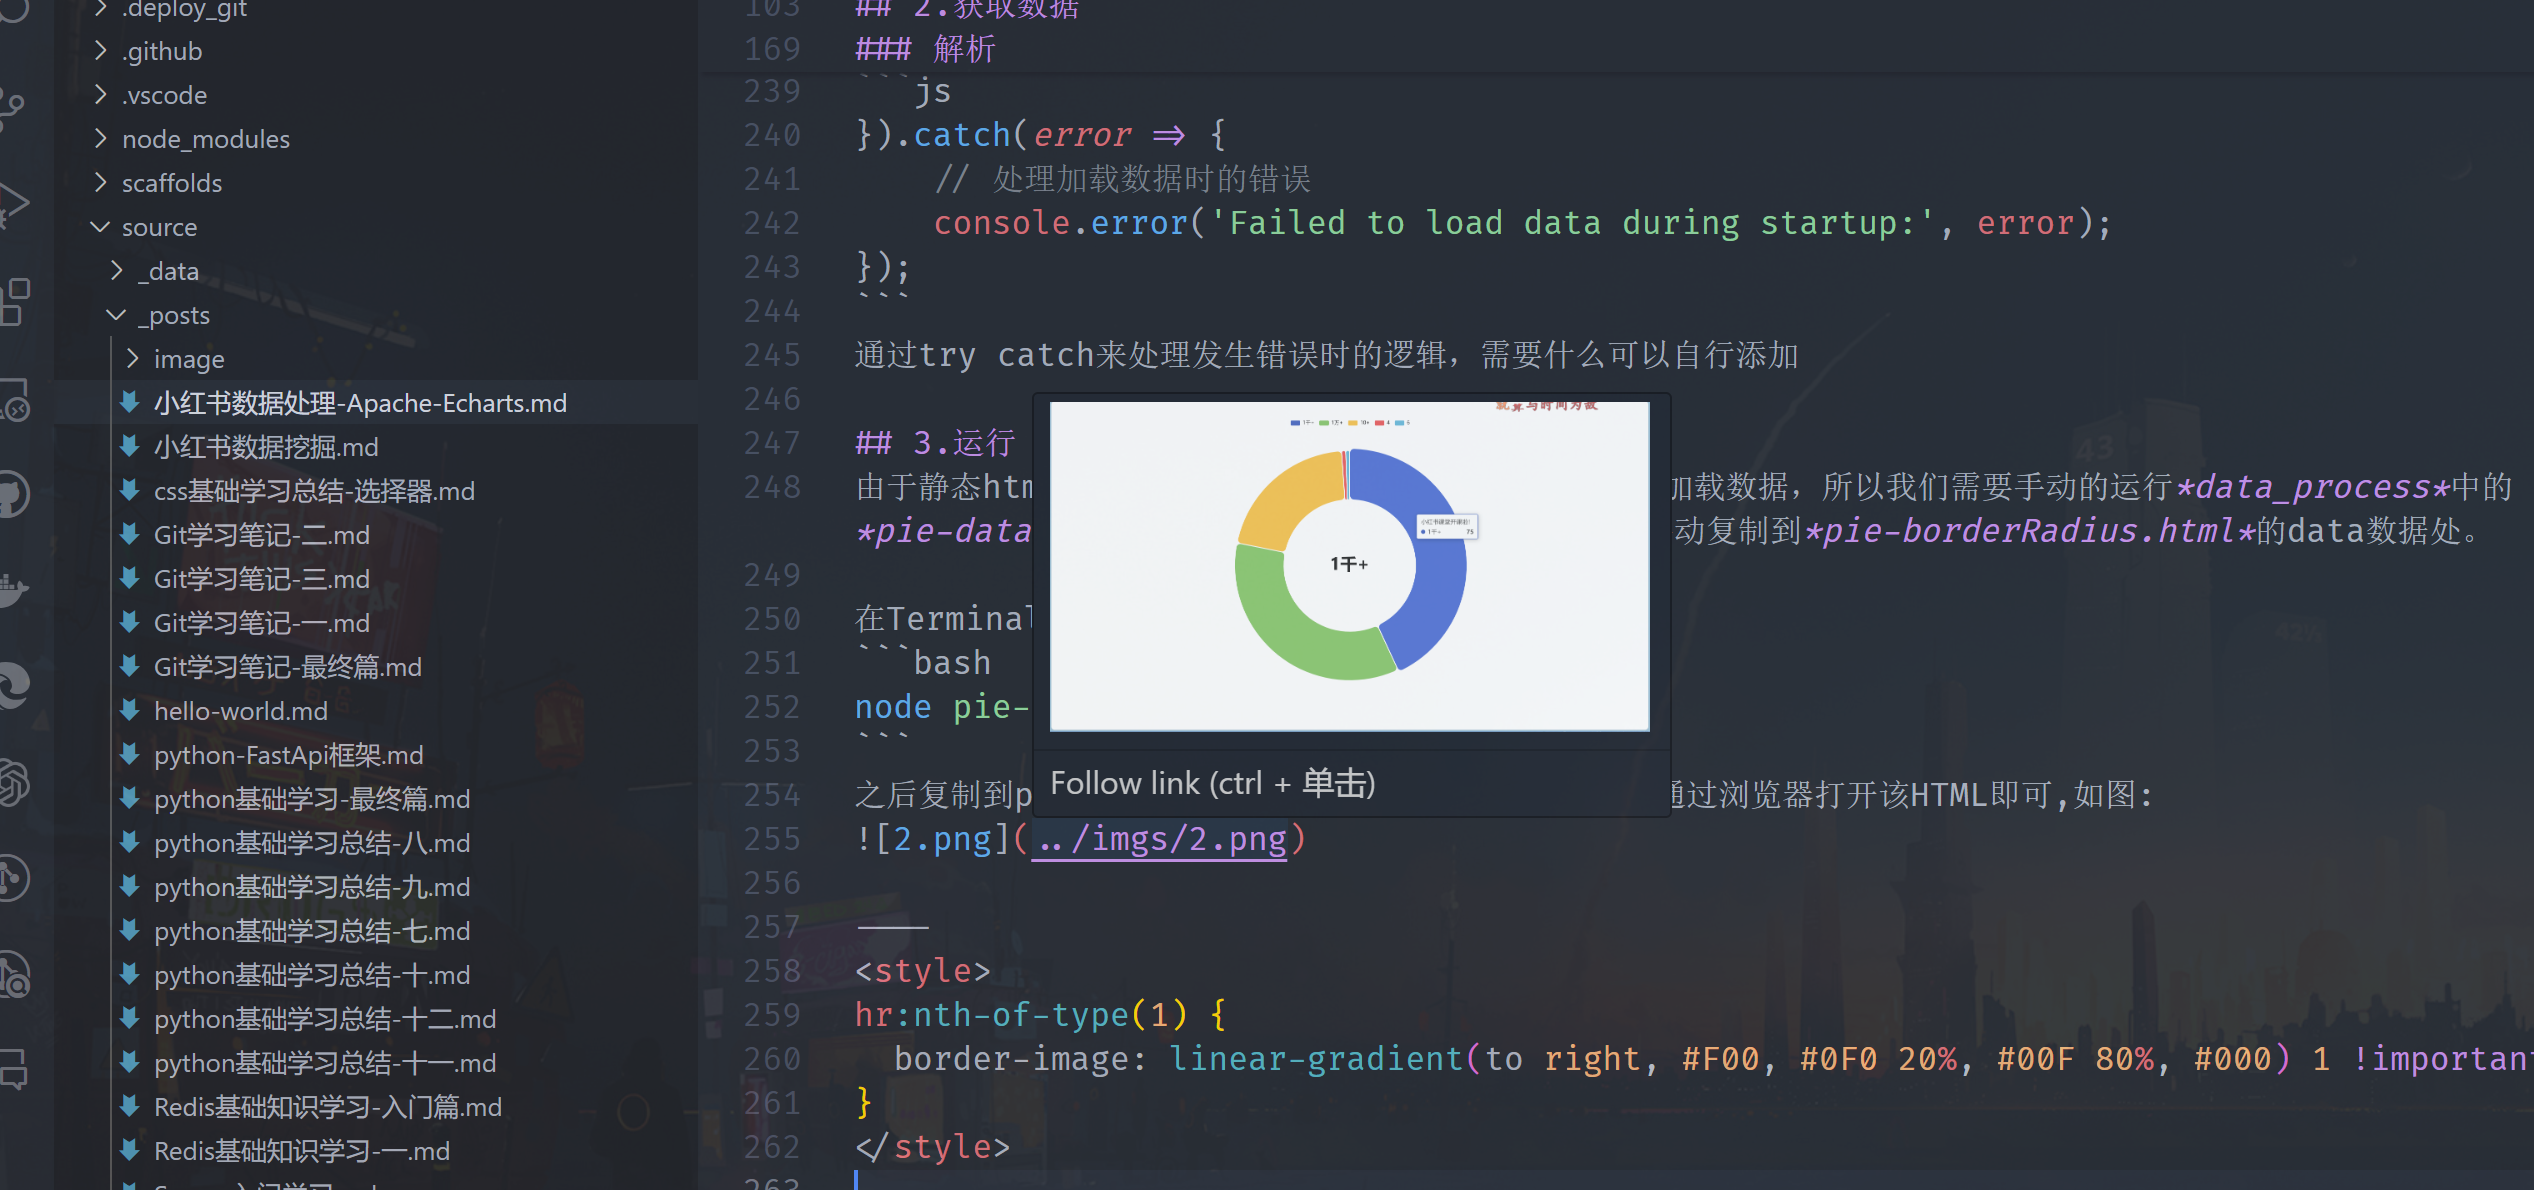 .deploy_git
.github
.vscode
node_modules
scaffolds
source
_data
_posts
image
小红书数据处理-Apache-Echarts.md
小红书数据挖掘.md
css基础学习总结-选择器.md
Git学习笔记-二.md
Git学习笔记-三.md
Git学习笔记-一.md
Git学习笔记-最终篇.md
hello-world.md
python-FastApi框架.md
python基础学习-最终篇.md
python基础学习总结-八.md
python基础学习总结-九.md
python基础学习总结-七.md
python基础学习总结-十.md
python基础学习总结-十二.md
python基础学习总结-十一.md
Redis基础知识学习-入门篇.md
Redis基础知识学习-一.md
103 ## 2.获取数据
169 ### 解析
239 ```js
240 }).catch(error => {
241 // 处理加载数据时的错误
242 console.error('Failed to load data during startup:', error);
243 });
244 ```
245 通过try catch来处理发生错误时的逻辑，需要什么可以自行添加
246
247 ## 3.运行
248 由于静态htm 加载数据，所以我们需要手动的运行*data_process*中的
*pie-data 动复制到*pie-borderRadius.html*的data数据处。
249
250 在Terminal
251 ```bash
252 node pie-
253 ```
254 之后复制到p 通过浏览器打开该HTML即可,如图:
1千+
Follow link (ctrl + 单击)
255 ![2.png](../imgs/2.png)
256
257 ----
258 <style>
259 hr:nth-of-type(1) {
260 border-image: linear-gradient(to right, #F00, #0F0 20%, #00F 80%, #000) 1 !importan
261 }
262 </style>
263